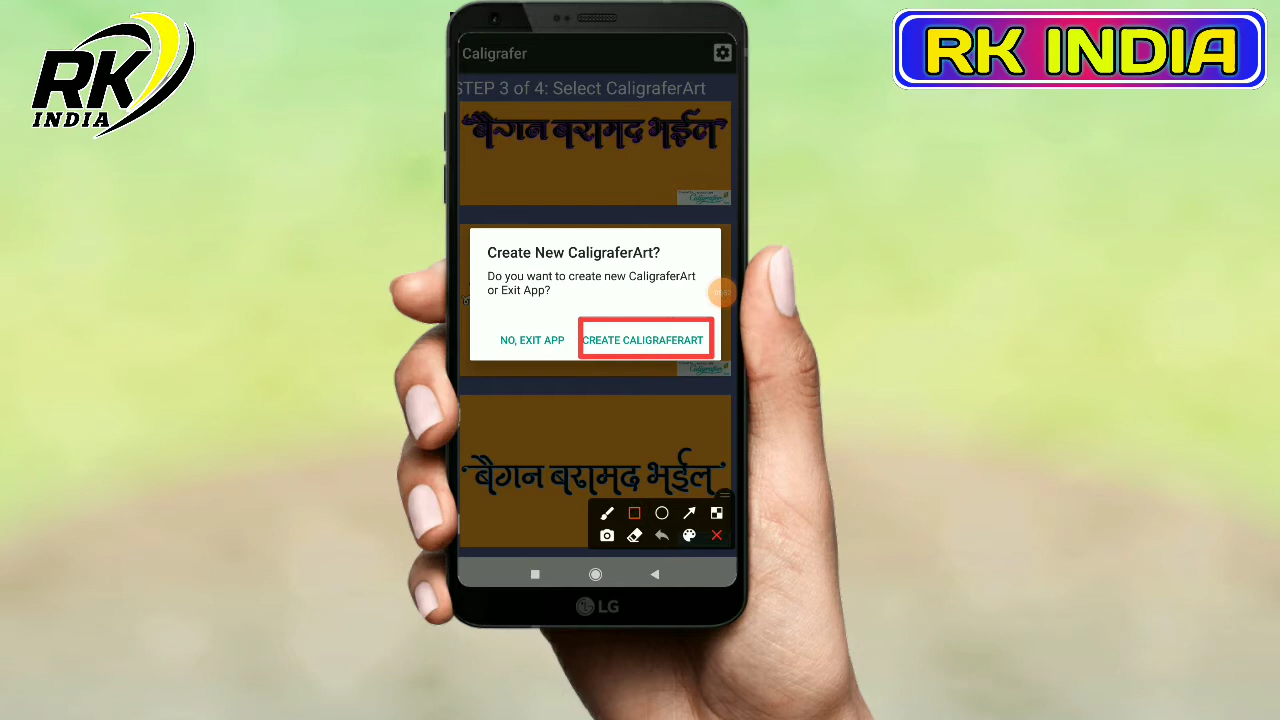 RK
INDIA
RK INDIA
Caligrafer
STEP 3 of 4: Select CaligraferArt
“बैगन बरामद भईल”
Caligrafer
Create New CaligraferArt?
Do you want to create new CaligraferArt
or Exit App?
NO, EXIT APP
CREATE CALIGRAFERART
Caligrafer
‘बैगन बरामद भईल’
LG